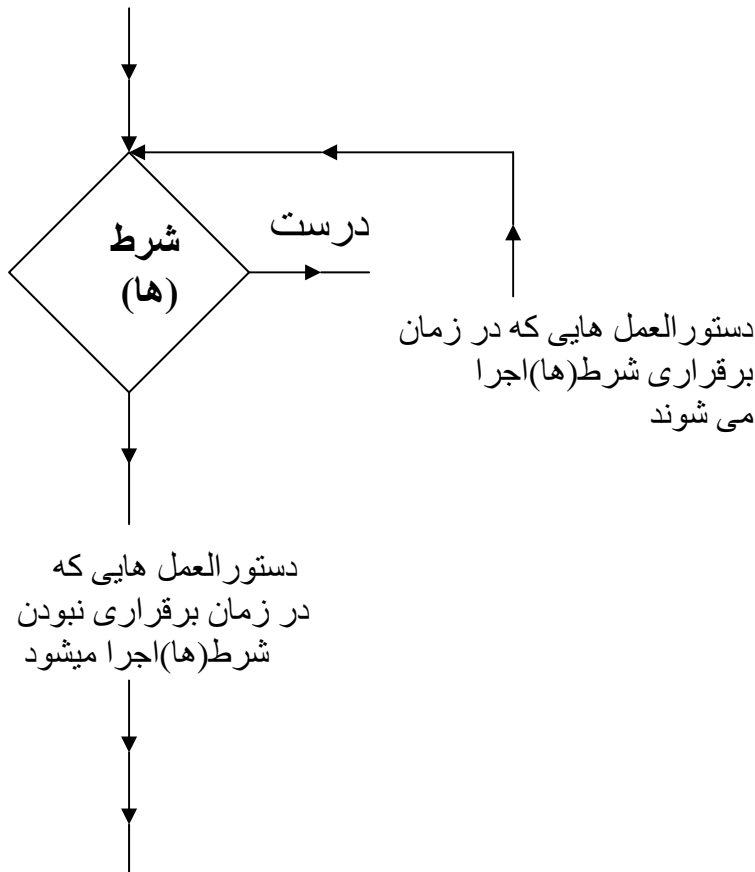 شرط
(ها)
درست
دستورالعمل هایی که در زمان
برقراری شرط(ها)اجرا
می شوند
دستورالعمل هایی که
در زمان برقراری نبودن
شرط(ها)اجرا میشود